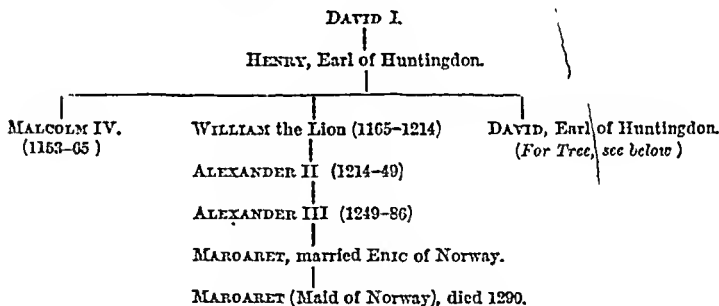 DAVID I.
HENRY, Earl of Huntingdon.
MALCOLM IV. WILLIAM the Lion (1165-1214) DAVID, Earl of Huntingdon.
(1153-65) (For Tree, see below)
ALEXANDER II (1214-49)
ALEXANDER III (1249-86)
MARGARET, married ERIC of Norway.
MARGARET (Maid of Norway), died 1290.